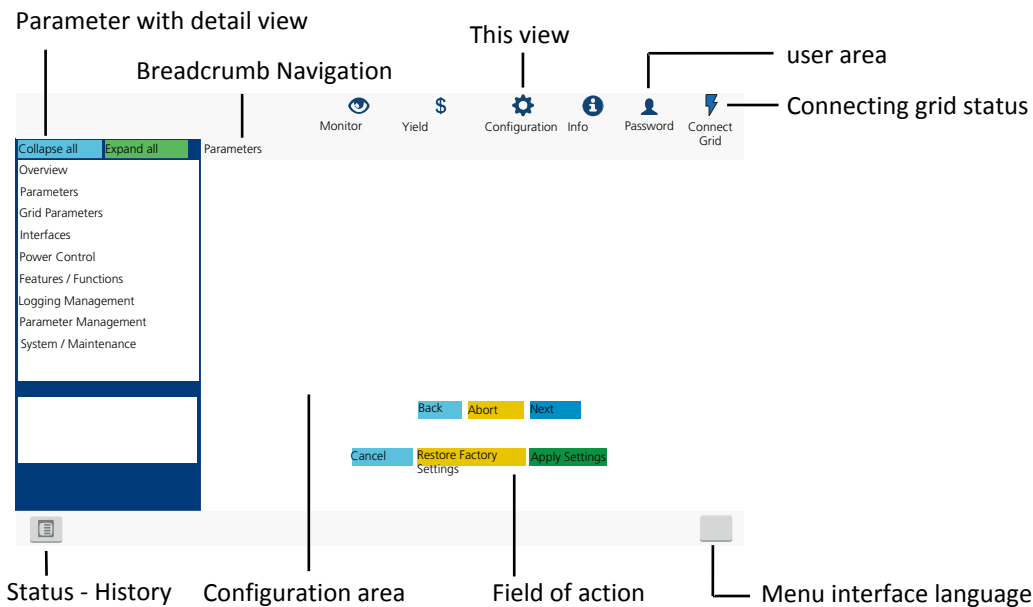 Parameter with detail view
This view
user area
Breadcrumb Navigation
Connecting grid status
$
Monitor
Yield
Configuration
Info
Password
Connect
Grid
Collapse all
Expand all
Parameters
Overview
Parameters
Grid Parameters
Interfaces
Power Control
Features / Functions
Logging Management
Parameter Management
System / Maintenance
Back
Abort
Next
Cancel
Restore Factory
Settings
Apply Settings
Status - History
Configuration area
Field of action
Menu interface language